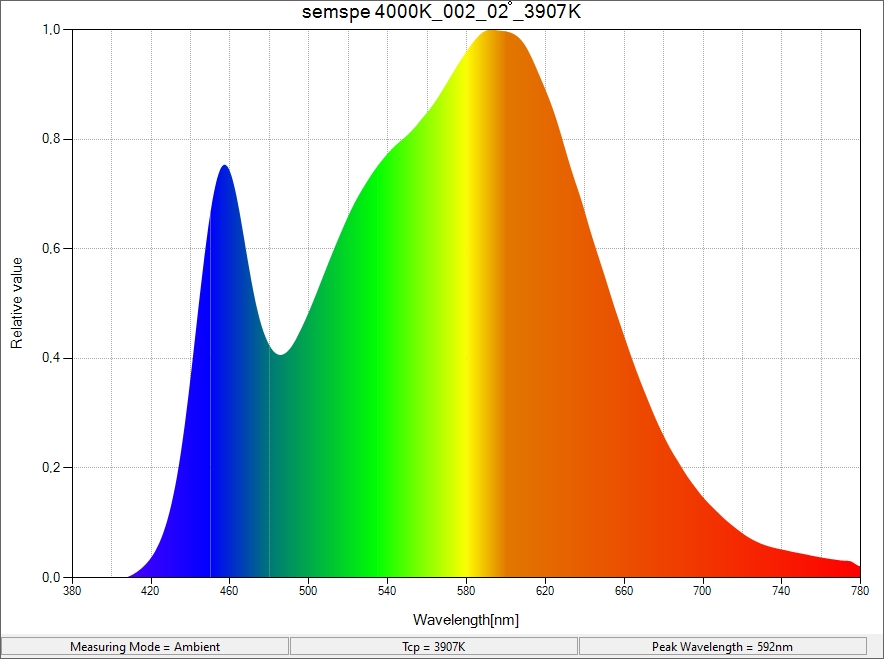 semspe 4000K_002_02°_3907K
1.0
0.8
0.6
0.4
0.2
0.0
Relative value
380 420 460 500 540 580 620 660 700 740 780
Wavelength[nm]
Measuring Mode = Ambient Tcp = 3907K Peak Wavelength = 592nm